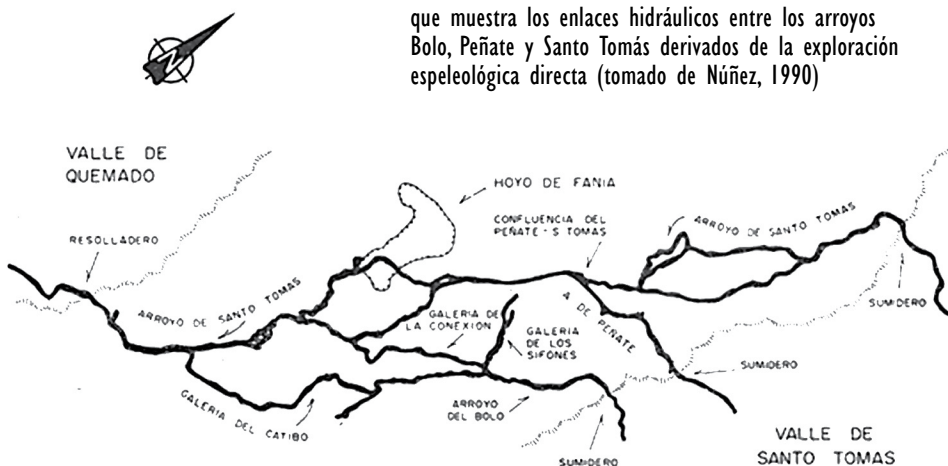 que muestra los enlaces hidráulicos entre los arroyos
Bolo, Peñate y Santo Tomás derivados de la exploración
espeleológica directa (tomado de Núñez, 1990)
N
VALLE DE
QUEMADO
HOYO DE FANIA
CONFLUENCIA DEL
PEÑATE-S TOMAS
ARROYO DE SANTO TOMAS
RESOLLADERO
SUMIDERO
ARROYO DE SANTO TOMAS
GALERIA DE
LA CONEXIÓN
GALERIA
DE LOS
SIFONES
A DE PEÑATE
SUMIDERO
GALERIA DEL CATIBO
ARROYO
DEL BOLO
SUMIDERO
VALLE DE
SANTO TOMAS